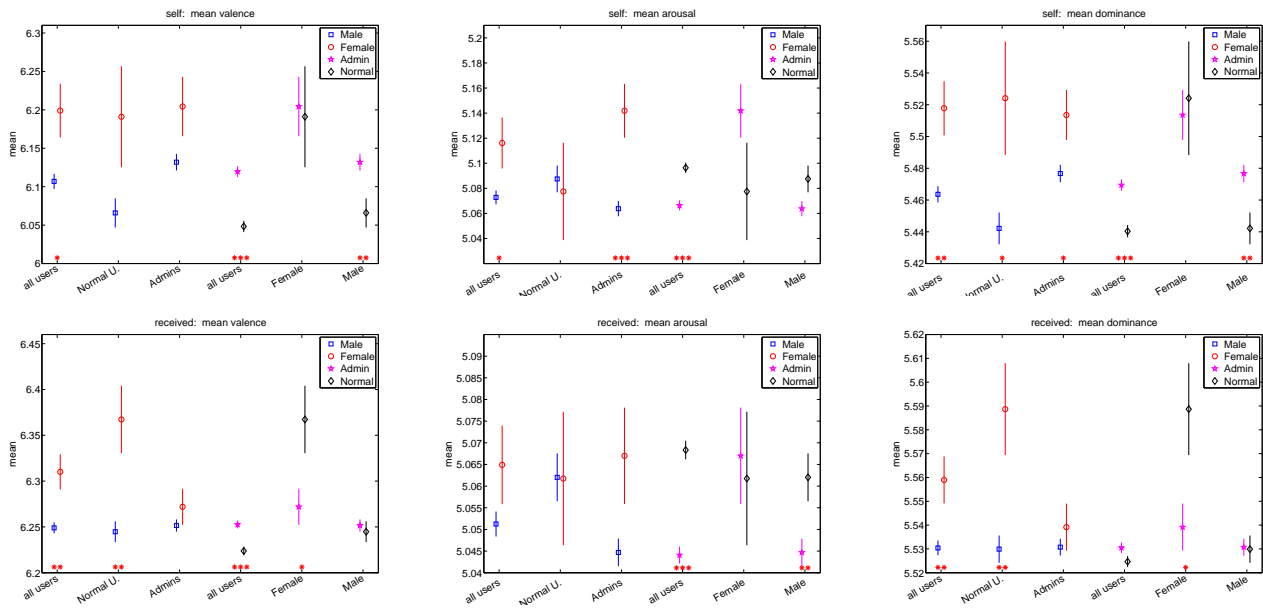 self: mean valence
6.3
6.25
6.2
6.15
6.1
6.05
6
mean
Male
Female
Admin
Normal
* * *** **
all users Normal U. Admins all users Female Male
self: mean arousal
5.2
5.18
5.16
5.14
5.12
5.1
5.08
5.06
5.04
mean
Male
Female
Admin
Normal
* *** ***
all users Normal U. Admins all users Female Male
self: mean dominance
5.56
5.54
5.52
5.5
5.48
5.46
5.44
5.42
mean
Male
Female
Admin
Normal
** * * *** **
all users Normal U. Admins all users Female Male
received: mean valence
6.45
6.4
6.35
6.3
6.25
6.2
mean
Male
Female
Admin
Normal
** ** *** *
all users Normal U. Admins all users Female Male
received: mean arousal
5.09
5.085
5.08
5.075
5.07
5.065
5.06
5.055
5.05
5.045
5.04
mean
Male
Female
Admin
Normal
*** **
all users Normal U. Admins all users Female Male
received: mean dominance
5.62
5.61
5.6
5.59
5.58
5.57
5.56
5.55
5.54
5.53
5.52
mean
Male
Female
Admin
Normal
** ** *
all users Normal U. Admins all users Female Male